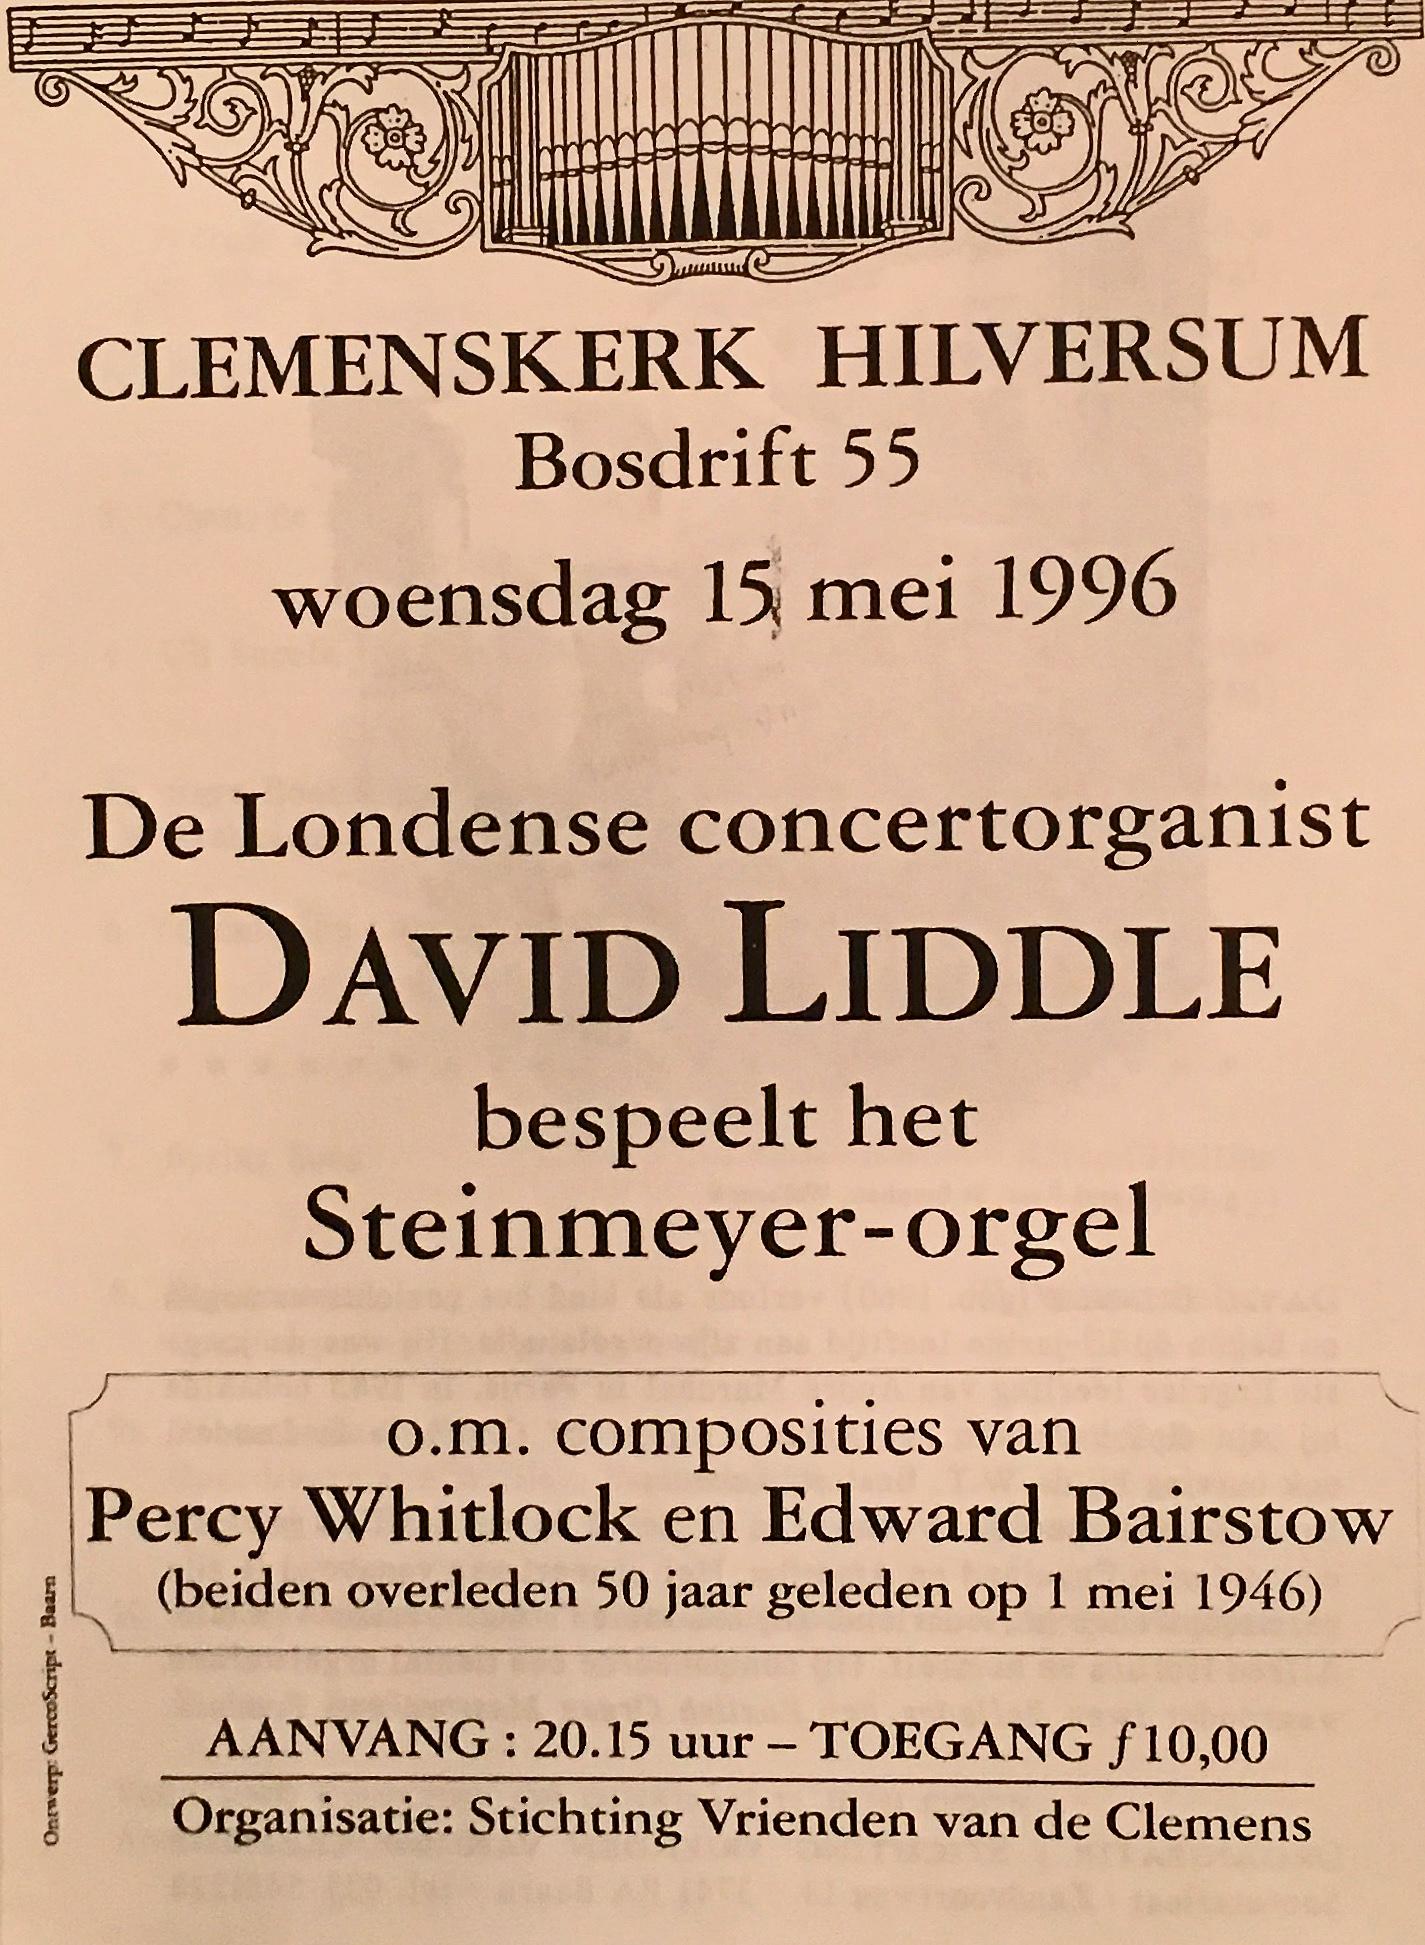 CLEMENSKERK HILVERSUM
Bosdrift 55
woensdag 15 mei 1996
De Londense concertorganist
DAVID LIDDLE
bespeelt het
Steinmeyer-orgel
o.m. composities van
Percy Whitlock en Edward Bairstow
(beiden overleden 50 jaar geleden op 1 mei 1946)
AANVANG : 20.15 uur – TOEGANG ƒ 10,00
Organisatie: Stichting Vrienden van de Clemens
Ontwerp: GercoScript – Baarn